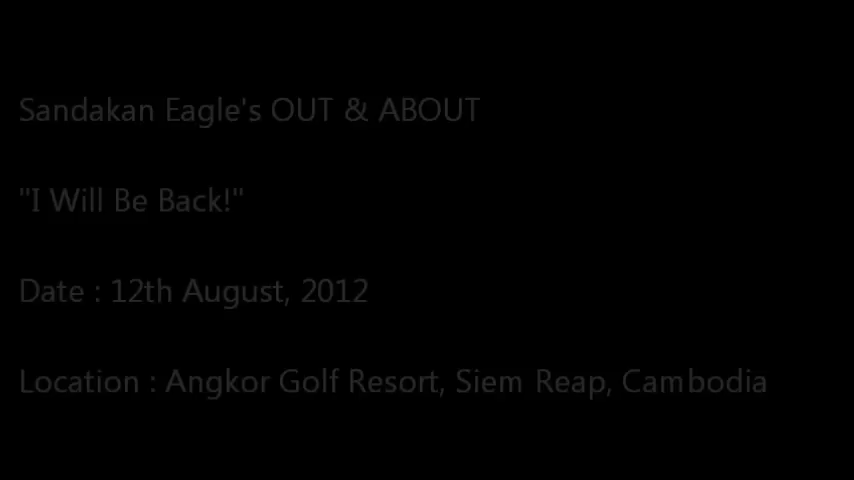 Sandakan Eagle's OUT & ABOUT
"I Will Be Back!"
Date : 12th August, 2012
Location : Angkor Golf Resort, Siem Reap, Cambodia